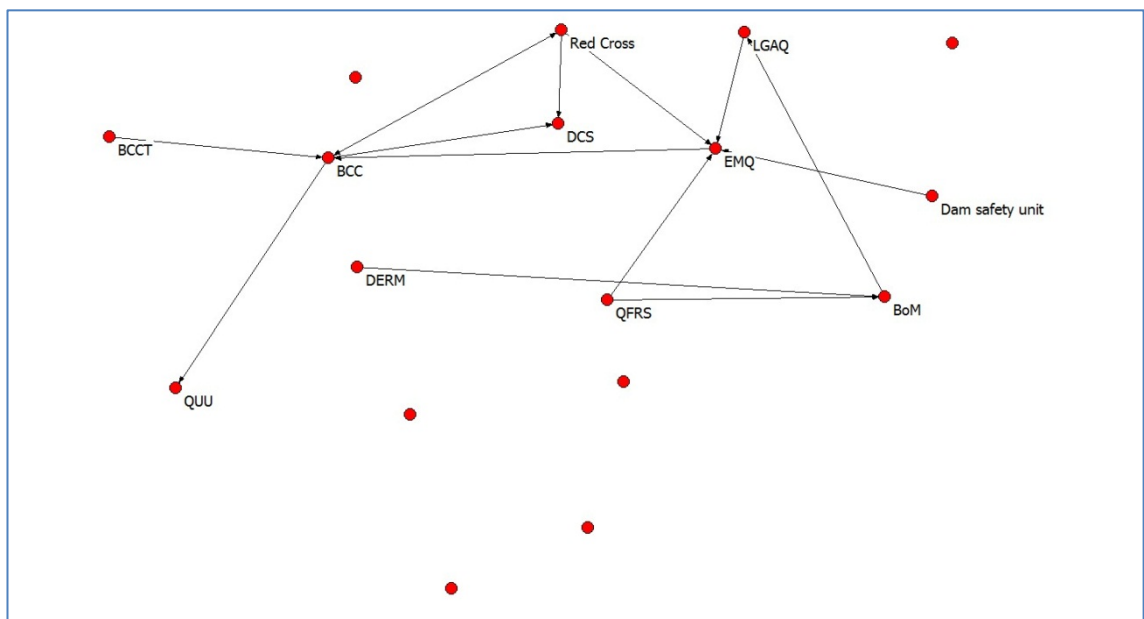 Red Cross
LGAQ
DCS
BCCT
EMQ
BCC
Dam safety unit
DERM
BoM
QFRS
QUU